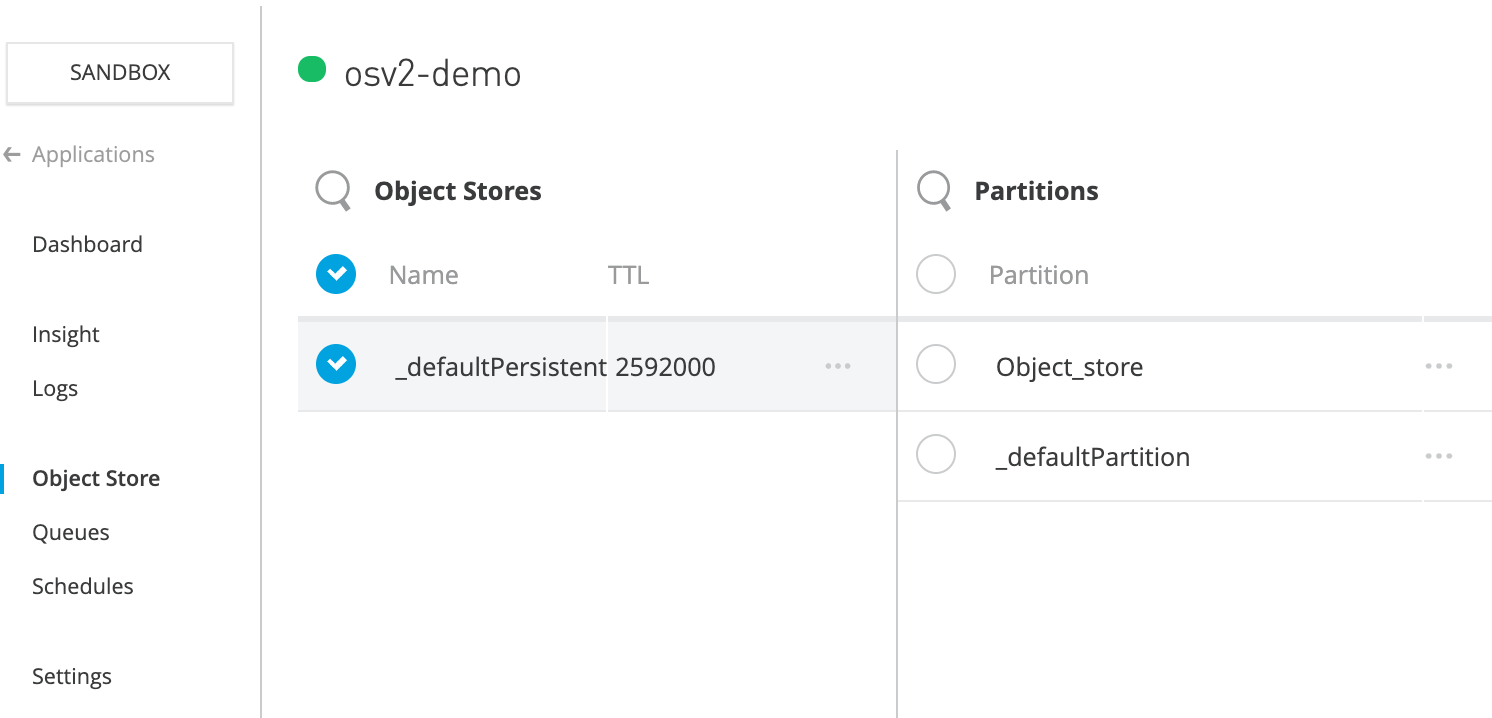 SANDBOX
Applications
Dashboard
Insight
Logs
Object Store
Queues
Schedules
Settings
osv2-demo
Object Stores
Name TTL
_defaultPersistent 2592000
Partitions
Partition
Object_store
_defaultPartition